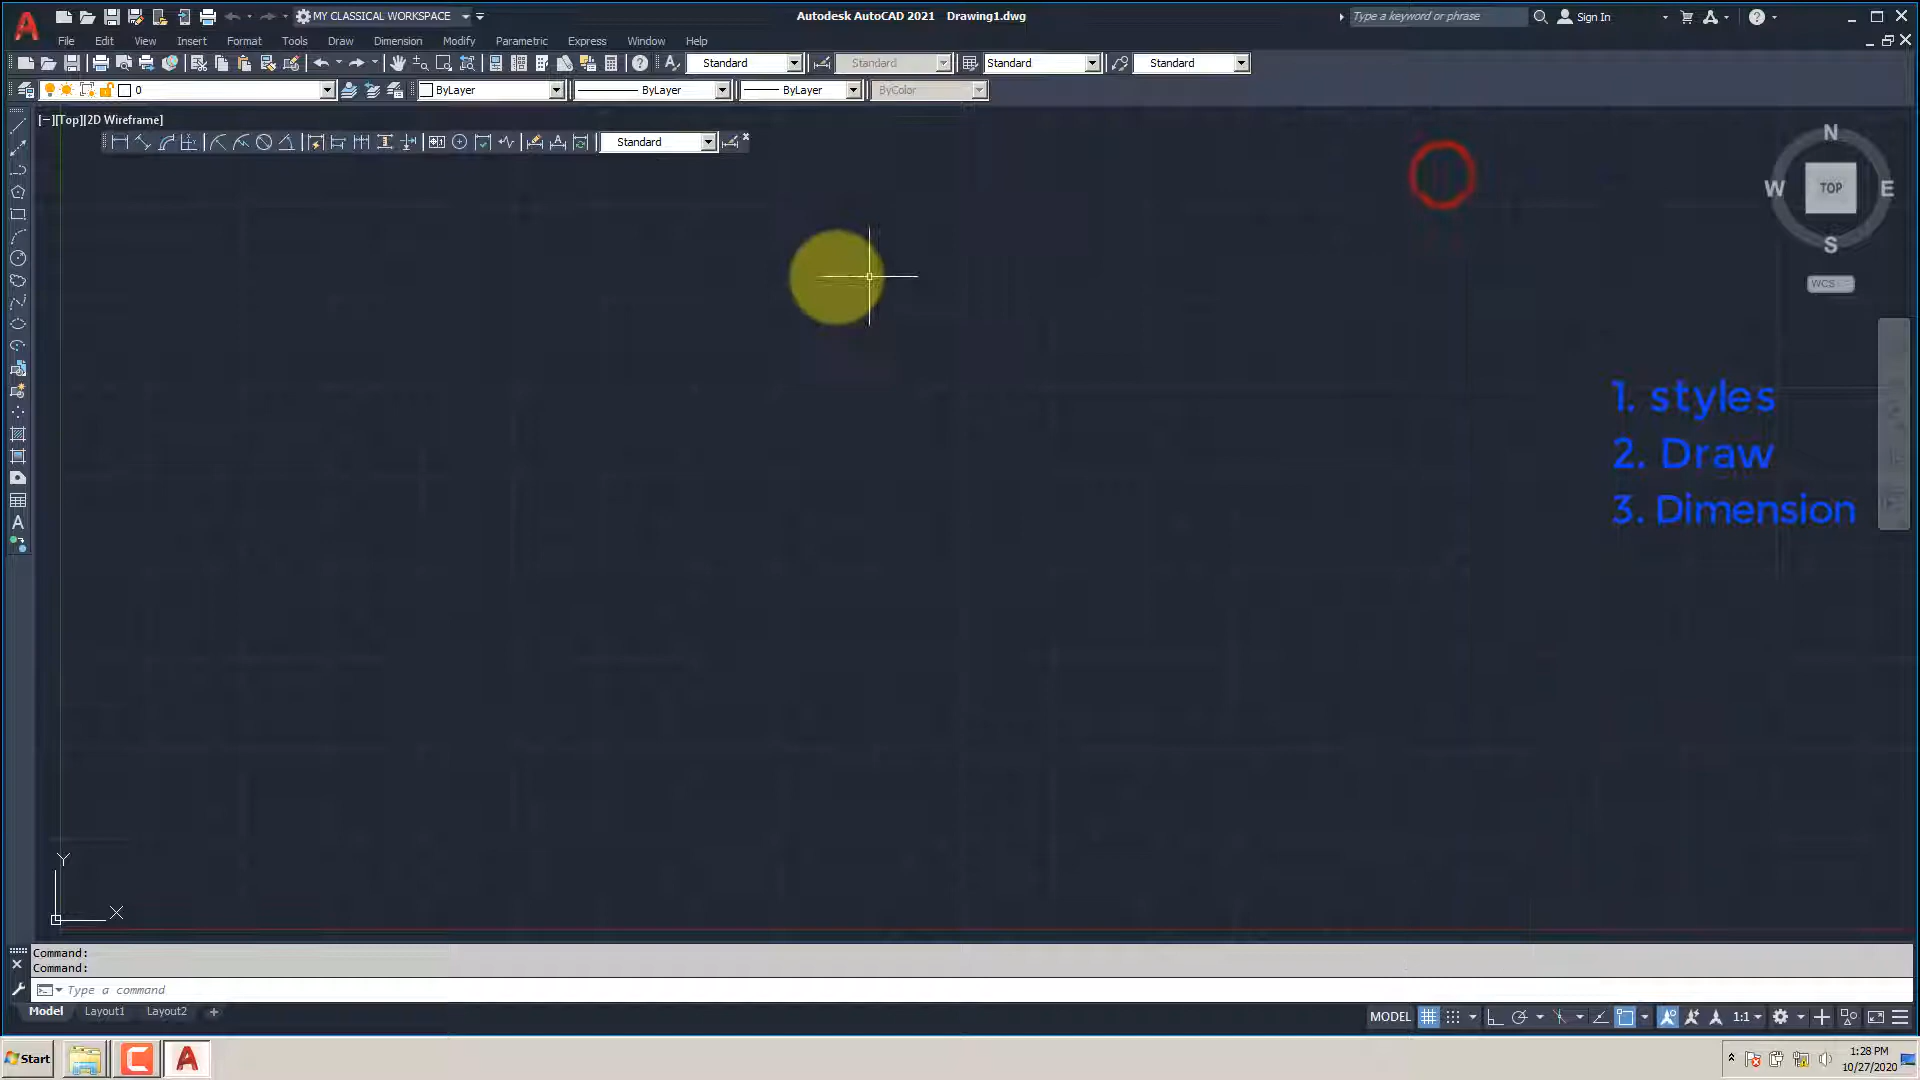 MY CLASSICAL WORKSPACE
Autodesk AutoCAD 2021 Drawing1.dwg
Type a keyword or phrase
Sign In
File Edit View Insert Format Tools Draw Dimension Modify Parametric Express Window Help
Standard Standard Standard Standard
0 ByLayer ByLayer ByLayer ByColor
[−][Top][2D Wireframe]
Standard
N
W TOP E
S
WCS
1. styles
2. Draw
3. Dimension
Y
X
Command:
Command:
Type a command
Model Layout1 Layout2 +
MODEL 1:1
Start
1:28 PM
10/27/2020